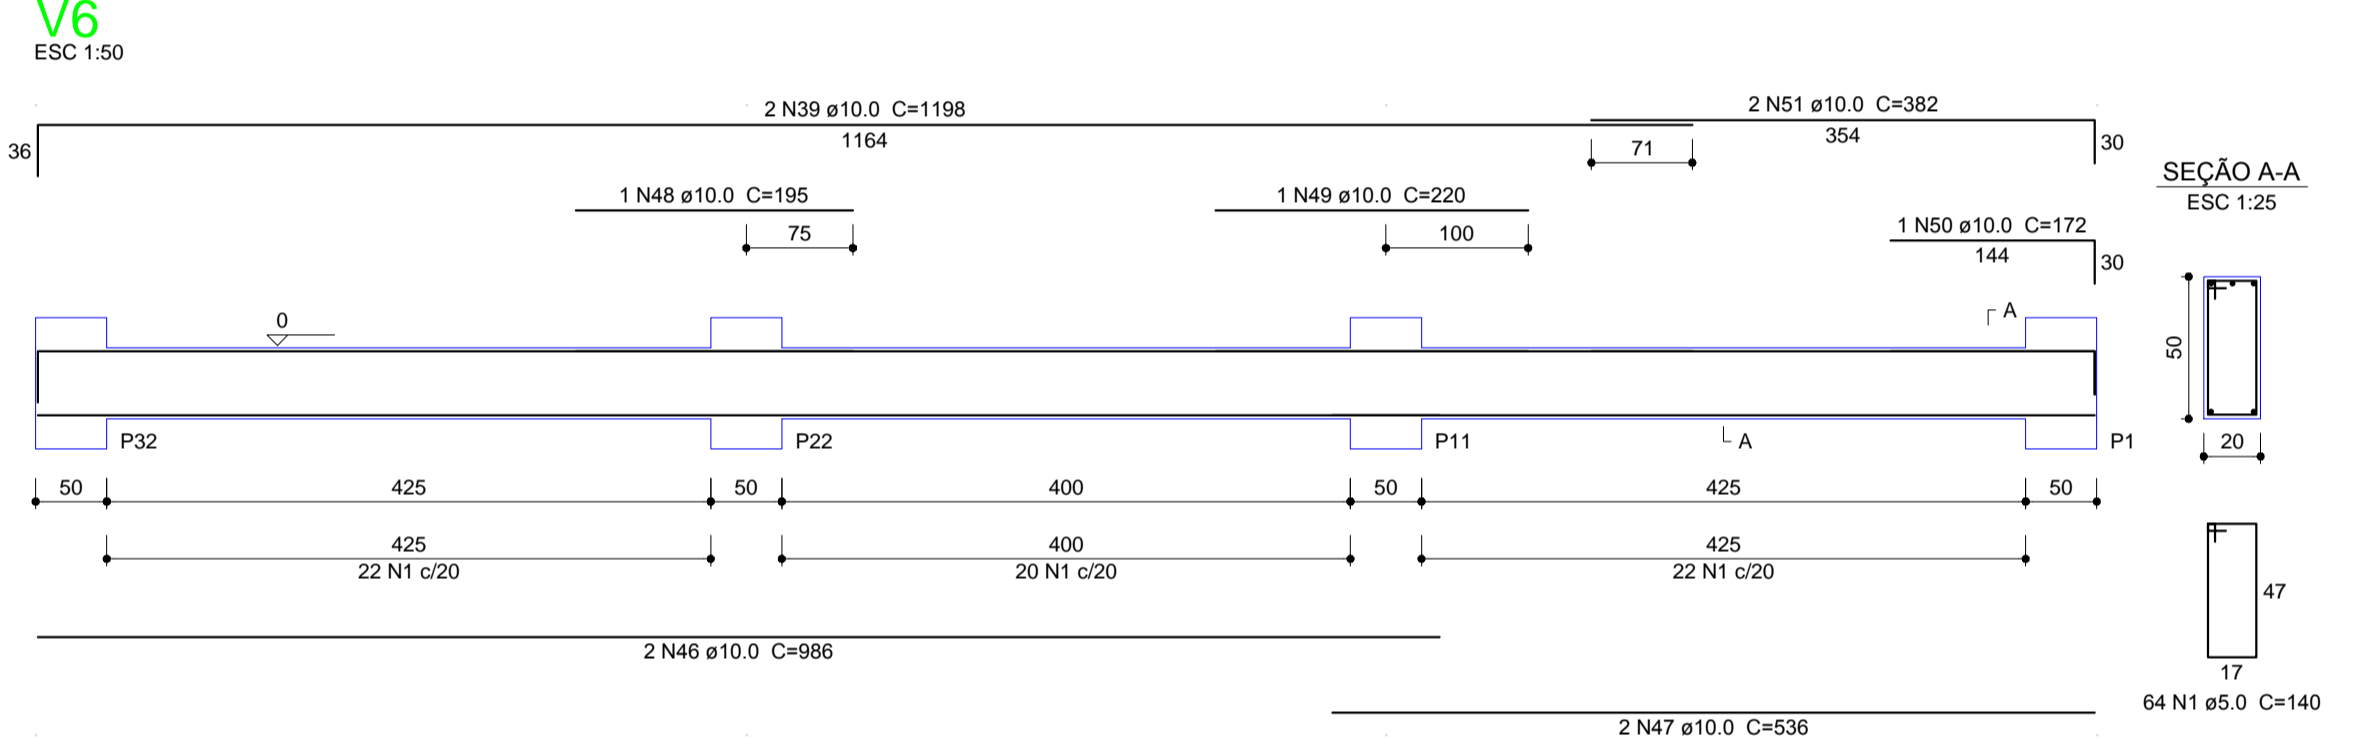 V6
ESC 1:50
2 N39 ø10.0 C=1198
1164
36
2 N51 ø10.0 C=382
354
30
71
1 N48 ø10.0 C=195
75
1 N49 ø10.0 C=220
100
1 N50 ø10.0 C=172
144
30
SEÇÃO A-A
ESC 1:25
0
A
50
20
P32
P22
P11
A
P1
50
425
50
400
50
425
50
425
22 N1 c/20
400
20 N1 c/20
425
22 N1 c/20
47
17
64 N1 ø5.0 C=140
2 N46 ø10.0 C=986
2 N47 ø10.0 C=536